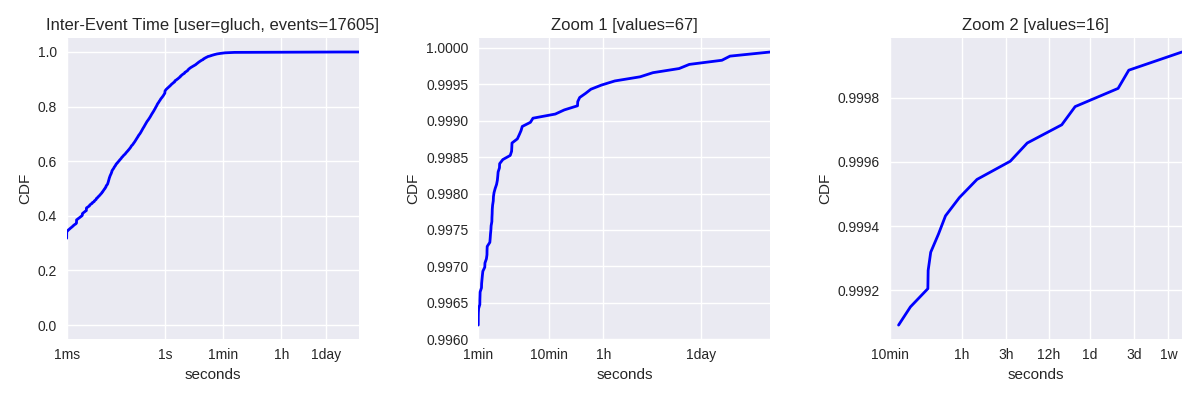 Inter-Event Time [user=gluch, events=17605]
CDF
1.0
0.8
0.6
0.4
0.2
0.0
1ms 1s 1min 1h 1day
seconds
Zoom 1 [values=67]
CDF
1.0000
0.9995
0.9990
0.9985
0.9980
0.9975
0.9970
0.9965
0.9960
1min 10min 1h 1day
seconds
Zoom 2 [values=16]
CDF
0.9998
0.9996
0.9994
0.9992
10min 1h 3h 12h 1d 3d 1w
seconds